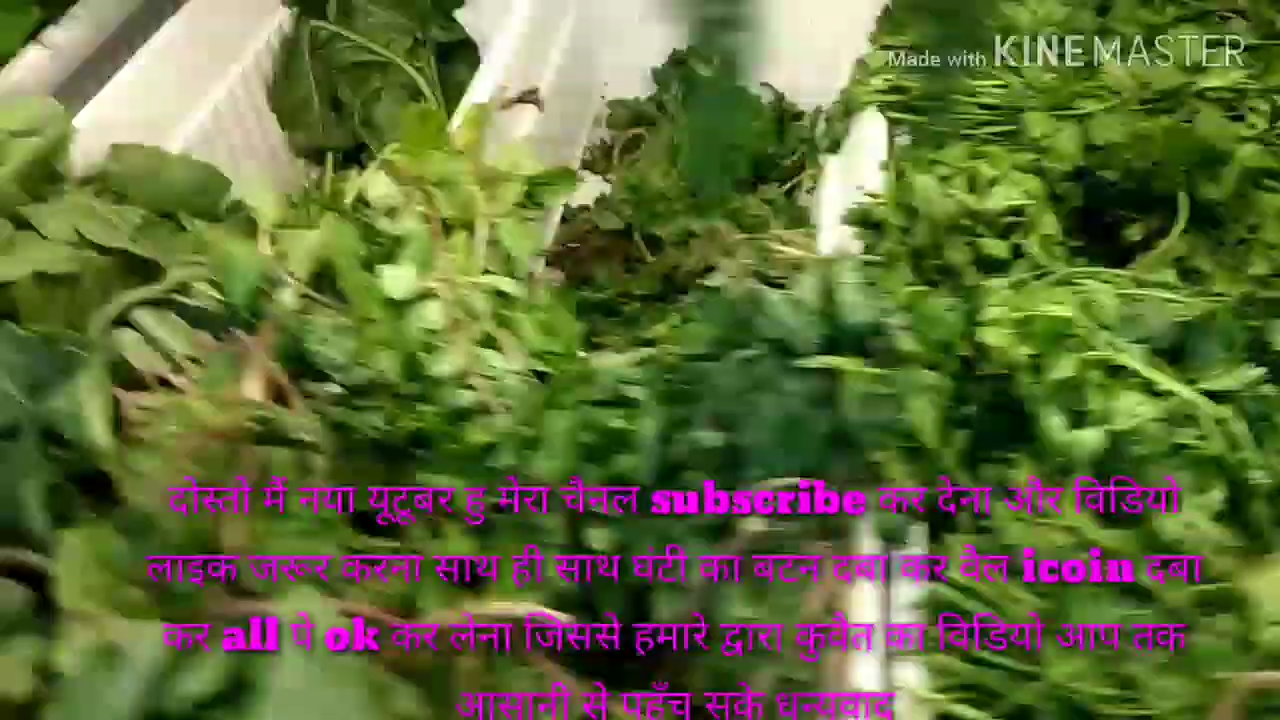 Made with KINEMASTER
दोस्तो मैं नया यूटूबर हु मेरा चैनल subscribe कर देना और विडियो
लाइक जरूर करना साथ ही साथ घंटी का बटन दबा कर वैल icoin दबा
कर all पे ok कर लेना जिससे हमारे द्वारा कुवैत का विडियो आप तक
आसानी से पहुँच सके धन्यवाद